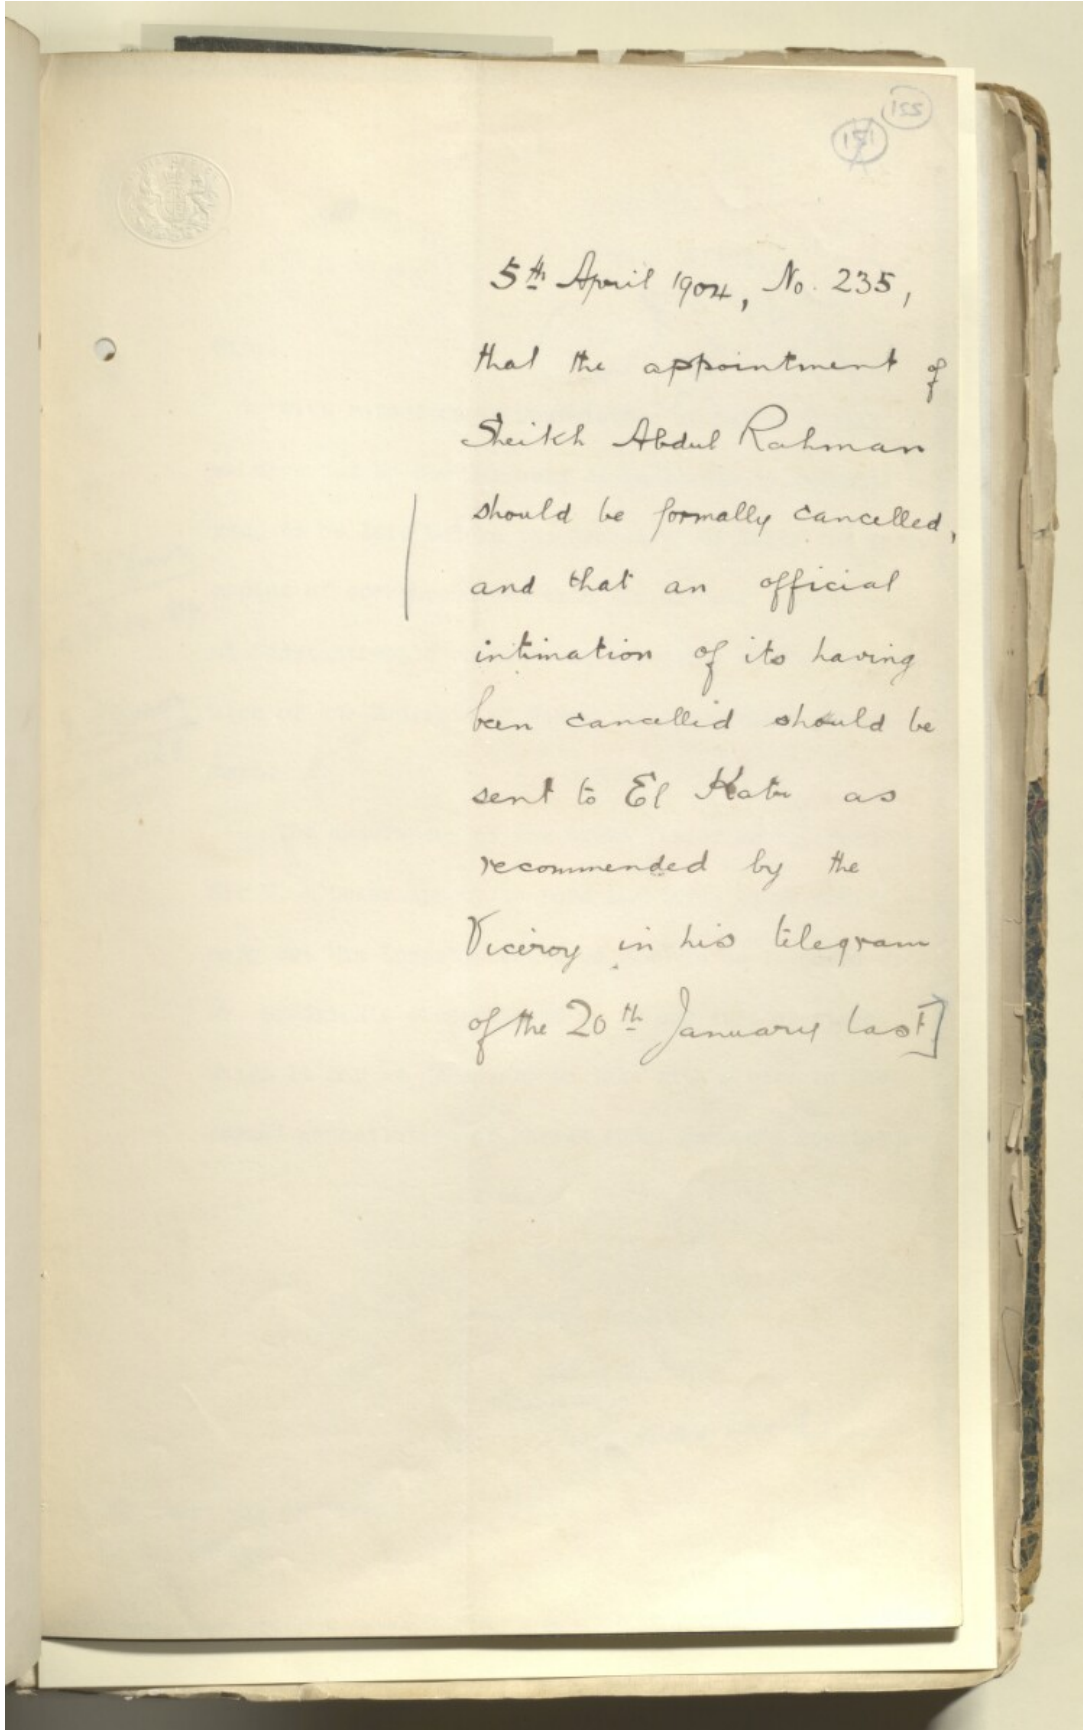 155
151
5th April 1904, No. 235,
that the appointment of
Sheikh Abdul Rahman
should be formally cancelled,
and that an official
intimation of its having
been cancelled should be
sent to El Katr as
recommended by the
Viceroy in his telegram
of the 20th January last]